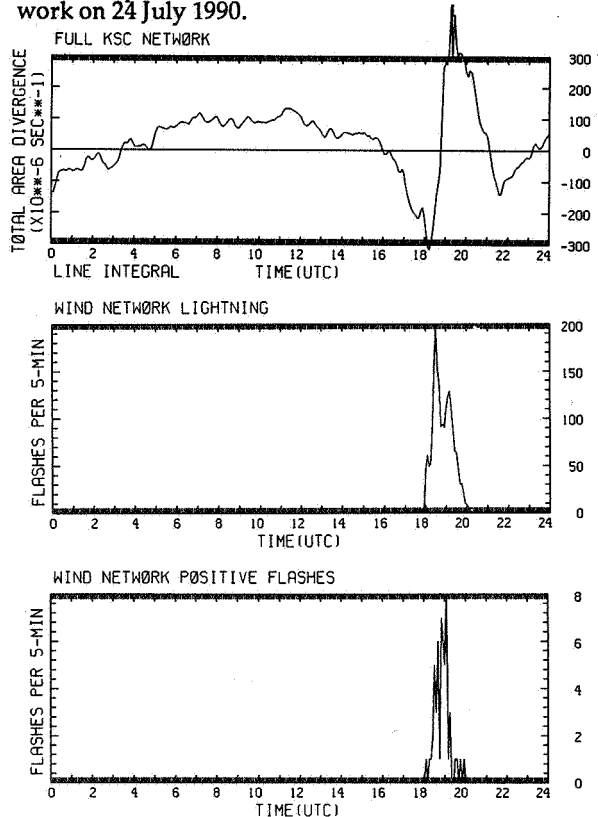 work on 24 July 1990.
FULL KSC NETWØRK
TØTAL AREA DIVERGENCE
(X10**-6 SEC**-1)
300
200
100
0
-100
-200
-300
0 2 4 6 8 10 12 14 16 18 20 22 24
LINE INTEGRAL TIME(UTC)
WIND NETWØRK LIGHTNING
FLASHES PER 5-MIN
200
150
100
50
0
0 2 4 6 8 10 12 14 16 18 20 22 24
TIME(UTC)
WIND NETWØRK PØSITIVE FLASHES
FLASHES PER 5-MIN
8
6
4
2
0
0 2 4 6 8 10 12 14 16 18 20 22 24
TIME(UTC)